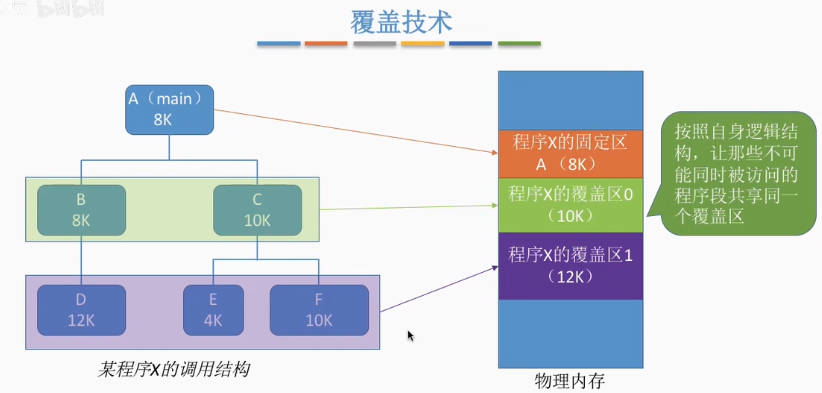 bilibili
覆盖技术
A（main）
8K
B
8K
C
10K
D
12K
E
4K
F
10K
某程序X的调用结构
程序X的固定区
A（8K）
程序X的覆盖区0
（10K）
程序X的覆盖区1
（12K）
物理内存
按照自身逻辑结
构，让那些不可
能同时被访问的
程序段共享同一
个覆盖区